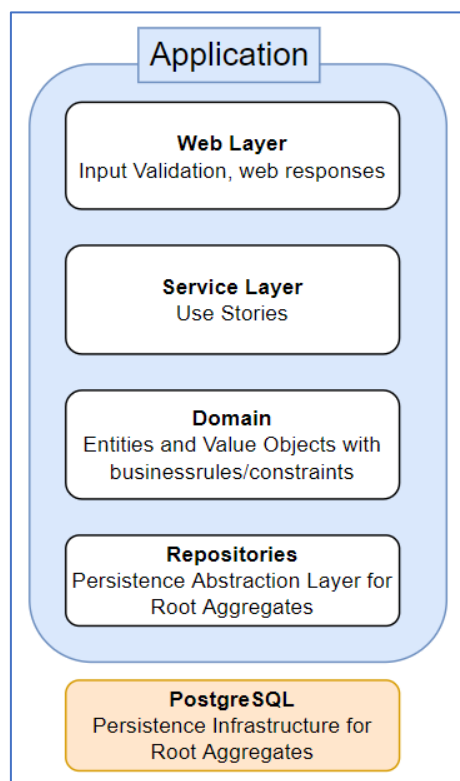 Application
Web Layer
Input Validation, web responses
Service Layer
Use Stories
Domain
Entities and Value Objects with
businessrules/constraints
Repositories
Persistence Abstraction Layer for
Root Aggregates
PostgreSQL
Persistence Infrastructure for
Root Aggregates